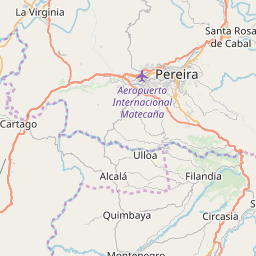 La Virginia
Santa Rosa
de Cabal
Pereira
Aeropuerto
Internacional
Matecaña
Cartago
Ulloa
Alcalá
Filandia
Quimbaya
Circasia
Montenegro